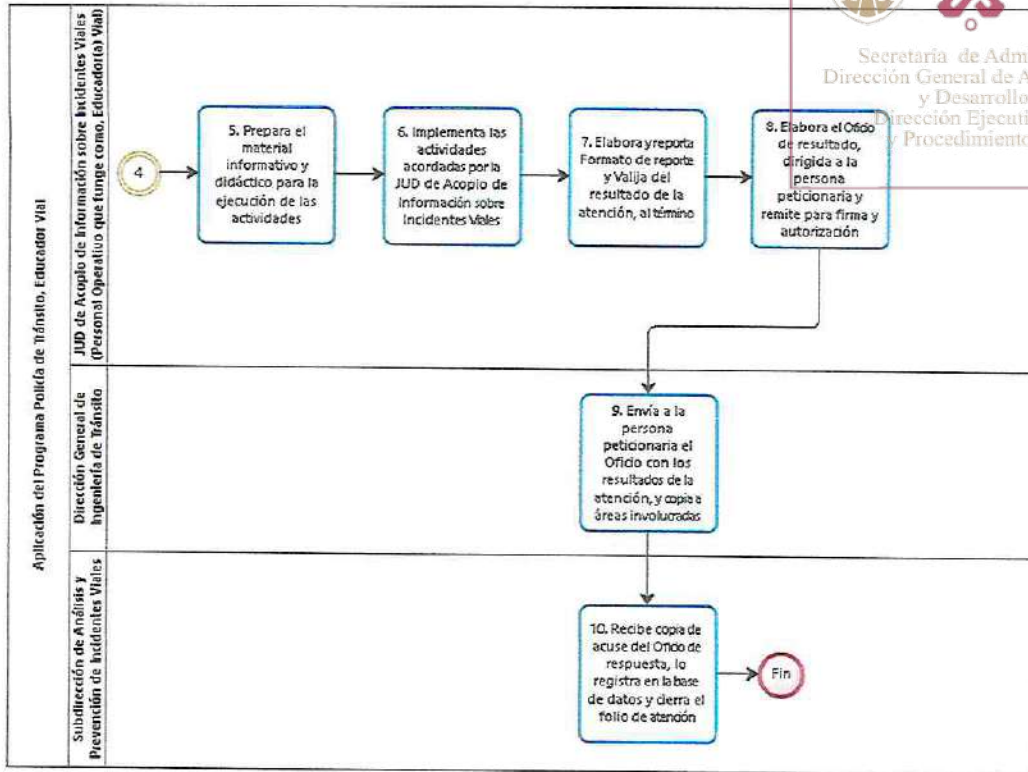 Aplicación del Programa Policía de Tránsito, Educador Vial
JUD de Acopio de Información sobre Incidentes Viales
(Personal Operativo que funge como, Educador(a) Vial)
4
5. Prepara el
material
informativo y
didáctico para la
ejecución de las
actividades
6. Implementa las
actividades
acordadas por la
JUD de Acopio de
Información sobre
Incidentes Viales
7. Elabora y reporta
Formato de reporte
y Valija del
resultado de la
atención, al término
8. Elabora el Oficio
de resultado,
dirigida a la
persona
peticionaria y
remite para firma y
autorización
Secretaría de Adm
Dirección General de A
y Desarrollo
Dirección Ejecuti
y Procedimiento
Dirección General de
Ingeniería de Tránsito
9. Envía a la
persona
peticionaria el
Oficio con los
resultados de la
atención, y copia a
áreas involucradas
Subdirección de Análisis y
Prevención de Incidentes Viales
10. Recibe copia de
acuse del Oficio de
respuesta, lo
registra en la base
de datos y cierra el
folio de atención
Fin